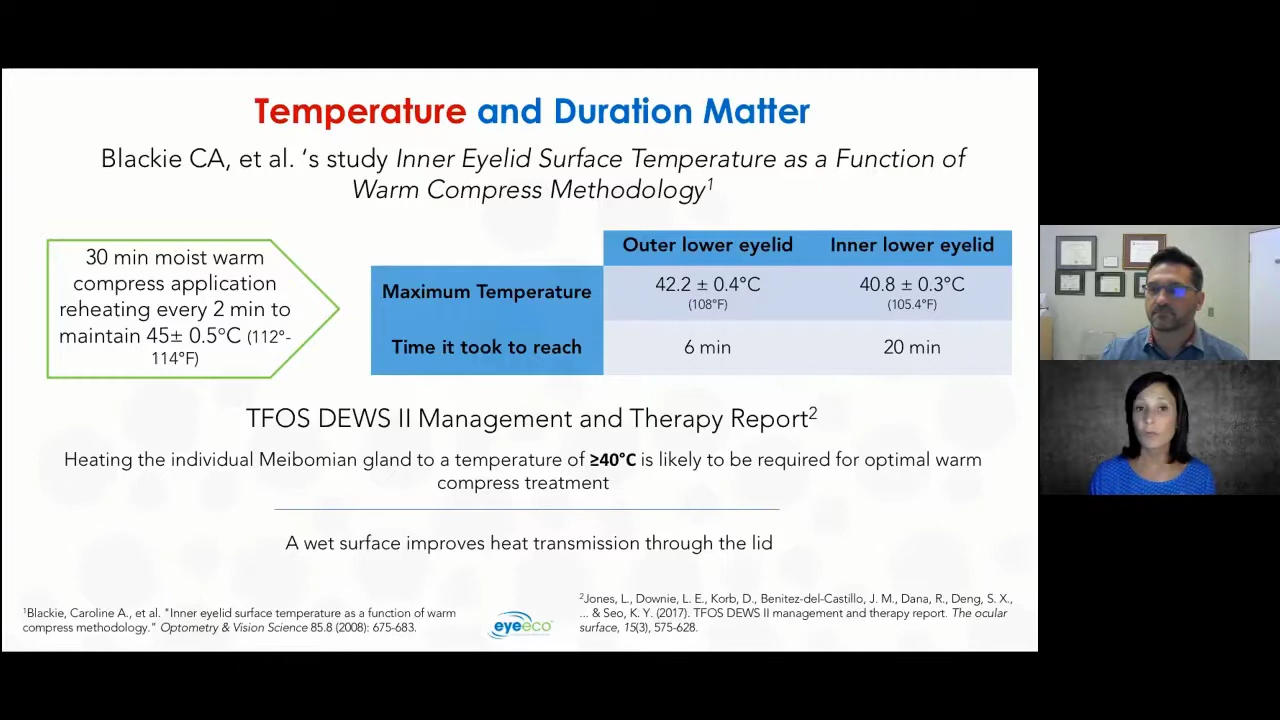 Temperature and Duration Matter
Blackie CA, et al. ‘s study Inner Eyelid Surface Temperature as a Function of
Warm Compress Methodology¹
30 min moist warm
compress application
reheating every 2 min to
maintain 45± 0.5°C (112°-
114°F)
Outer lower eyelid Inner lower eyelid
Maximum Temperature 42.2 ± 0.4°C 40.8 ± 0.3°C
(108°F) (105.4°F)
Time it took to reach 6 min 20 min
TFOS DEWS II Management and Therapy Report²
Heating the individual Meibomian gland to a temperature of ≥40°C is likely to be required for optimal warm
compress treatment
A wet surface improves heat transmission through the lid
¹Blackie, Caroline A., et al. "Inner eyelid surface temperature as a function of warm
compress methodology." Optometry & Vision Science 85.8 (2008): 675-683.
eyeeco
²Jones, L., Downie, L. E., Korb, D., Benitez-del-Castillo, J. M., Dana, R., Deng, S. X.,
... & Seo, K. Y. (2017). TFOS DEWS II management and therapy report. The ocular
surface, 15(3), 575-628.